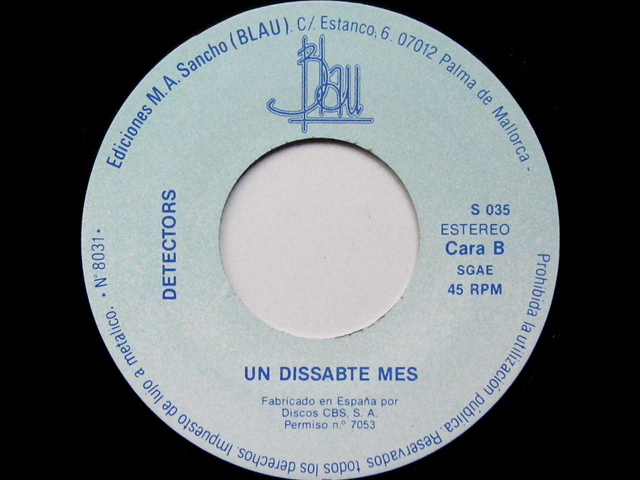 Ediciones M. A. Sancho (BLAU). C/. Estanco, 6. 07012 Palma de Mallorca - Prohibida la utilización pública. Reservados todos los derechos. Impuesto de lujo a metálico. • Nº 8031 •
Blau
DETECTORS
S 035
ESTEREO
Cara B
SGAE
45 RPM
UN DISSABTE MES
Fabricado en España por
Discos CBS, S. A.
Permiso n.º 7053